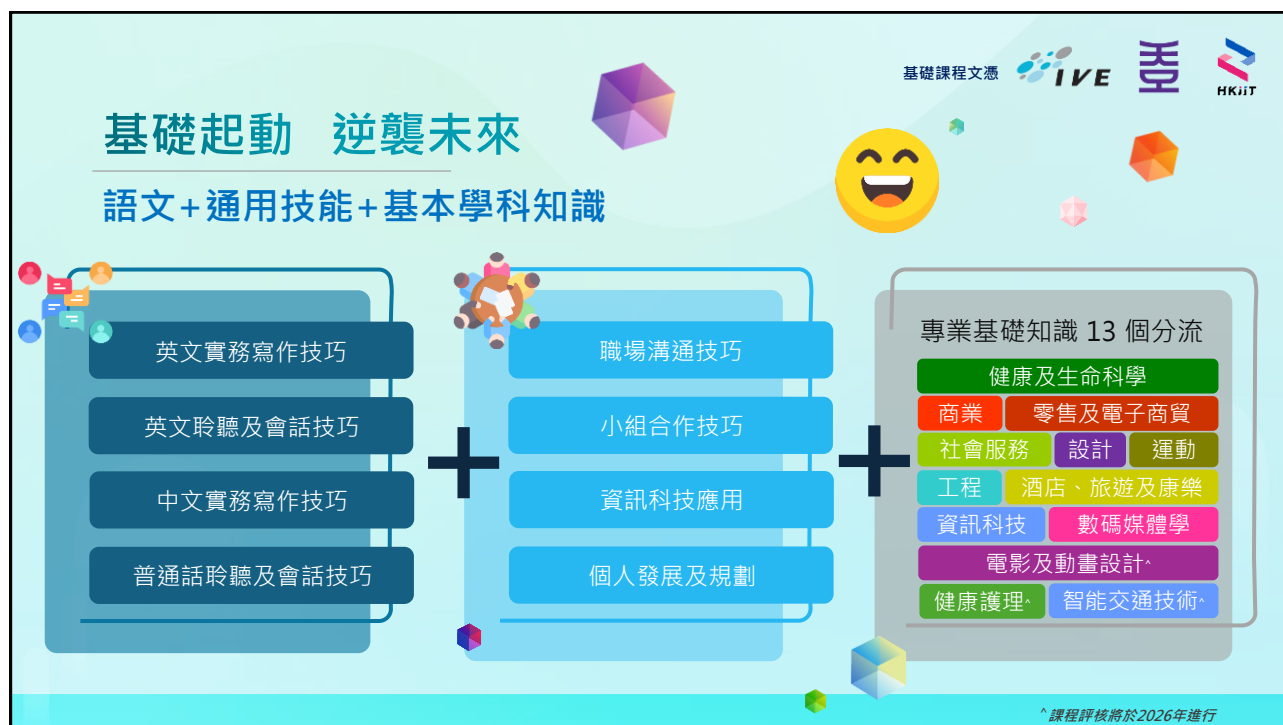 基礎課程文憑
IVE
HKiiT
基礎起動 逆襲未來
語文+通用技能+基本學科知識
英文實務寫作技巧
英文聆聽及會話技巧
中文實務寫作技巧
普通話聆聽及會話技巧
職場溝通技巧
小組合作技巧
資訊科技應用
個人發展及規劃
專業基礎知識 13 個分流
健康及生命科學
商業 零售及電子商貿
社會服務 設計 運動
工程 酒店、旅遊及康樂
資訊科技 數碼媒體學
電影及動畫設計^
健康護理^ 智能交通技術^
^ 課程評核將於2026年進行